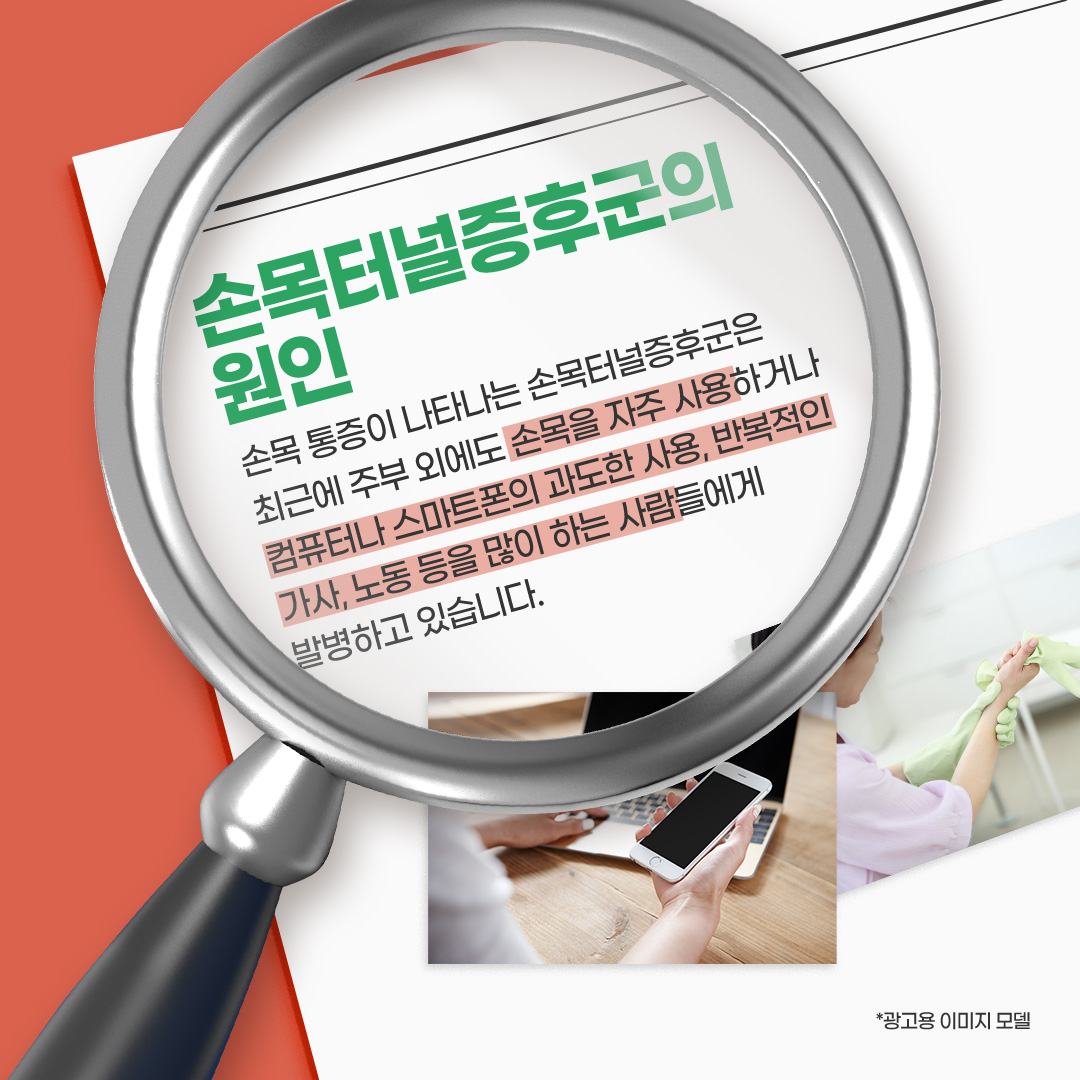 손목터널증후군의
원인
손목 통증이 나타나는 손목터널증후군은
최근에 주부 외에도 손목을 자주 사용하거나
컴퓨터나 스마트폰의 과도한 사용, 반복적인
가사, 노동 등을 많이 하는 사람들에게
발병하고 있습니다.
*광고용 이미지 모델